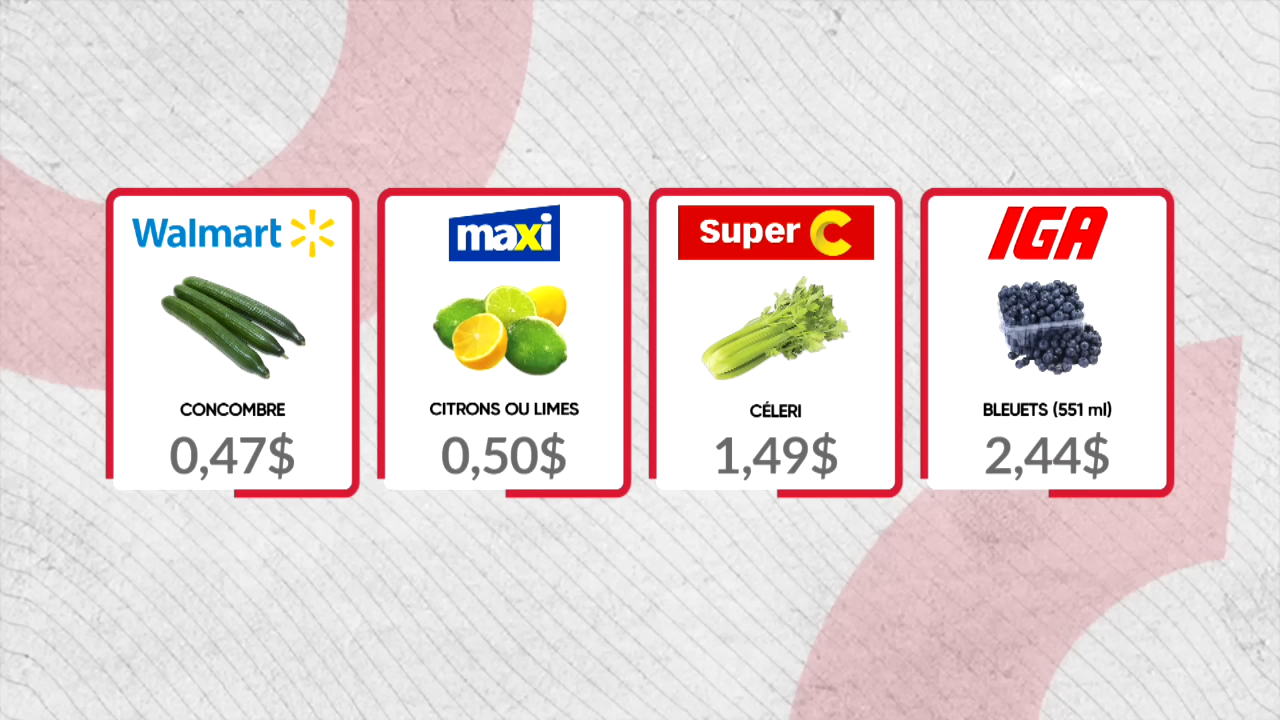 Walmart
CONCOMBRE
0,47$
maxi
CITRONS OU LIMES
0,50$
Super C
CÉLERI
1,49$
IGA
BLEUETS (551 ml)
2,44$